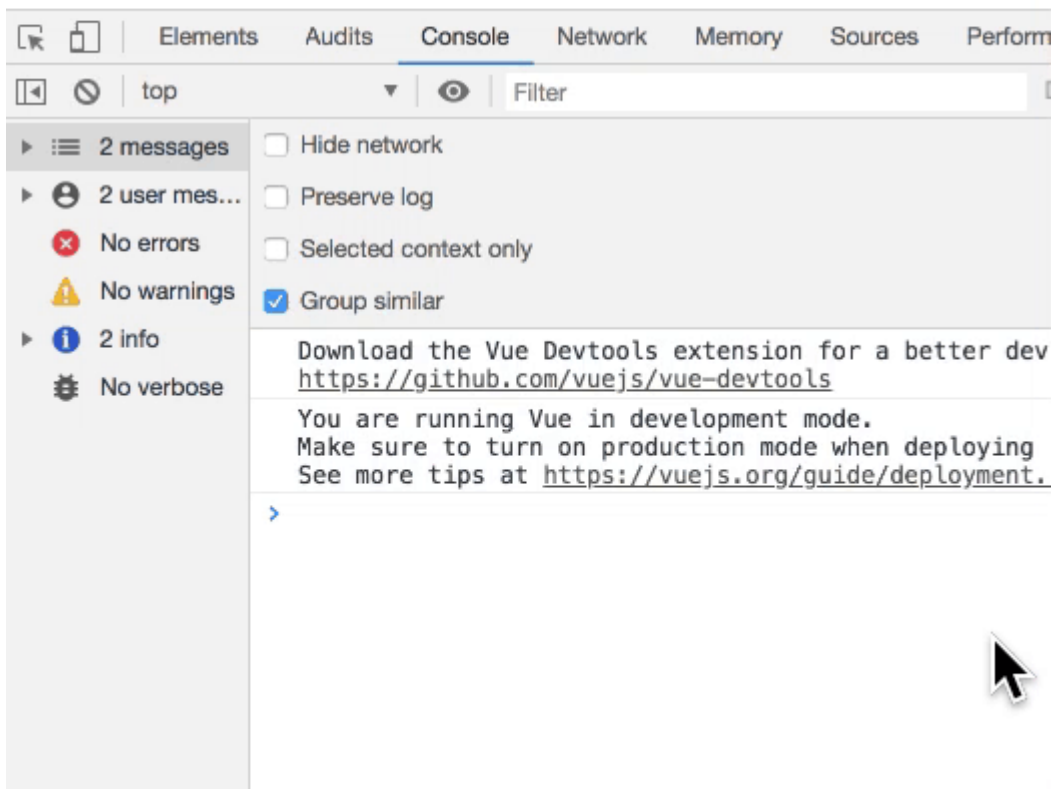 Elements Audits Console Network Memory Sources Perform
top Filter
2 messages
2 user mes...
No errors
No warnings
2 info
No verbose
Hide network
Preserve log
Selected context only
Group similar
Download the Vue Devtools extension for a better dev
https://github.com/vuejs/vue-devtools
You are running Vue in development mode.
Make sure to turn on production mode when deploying
See more tips at https://vuejs.org/guide/deployment.